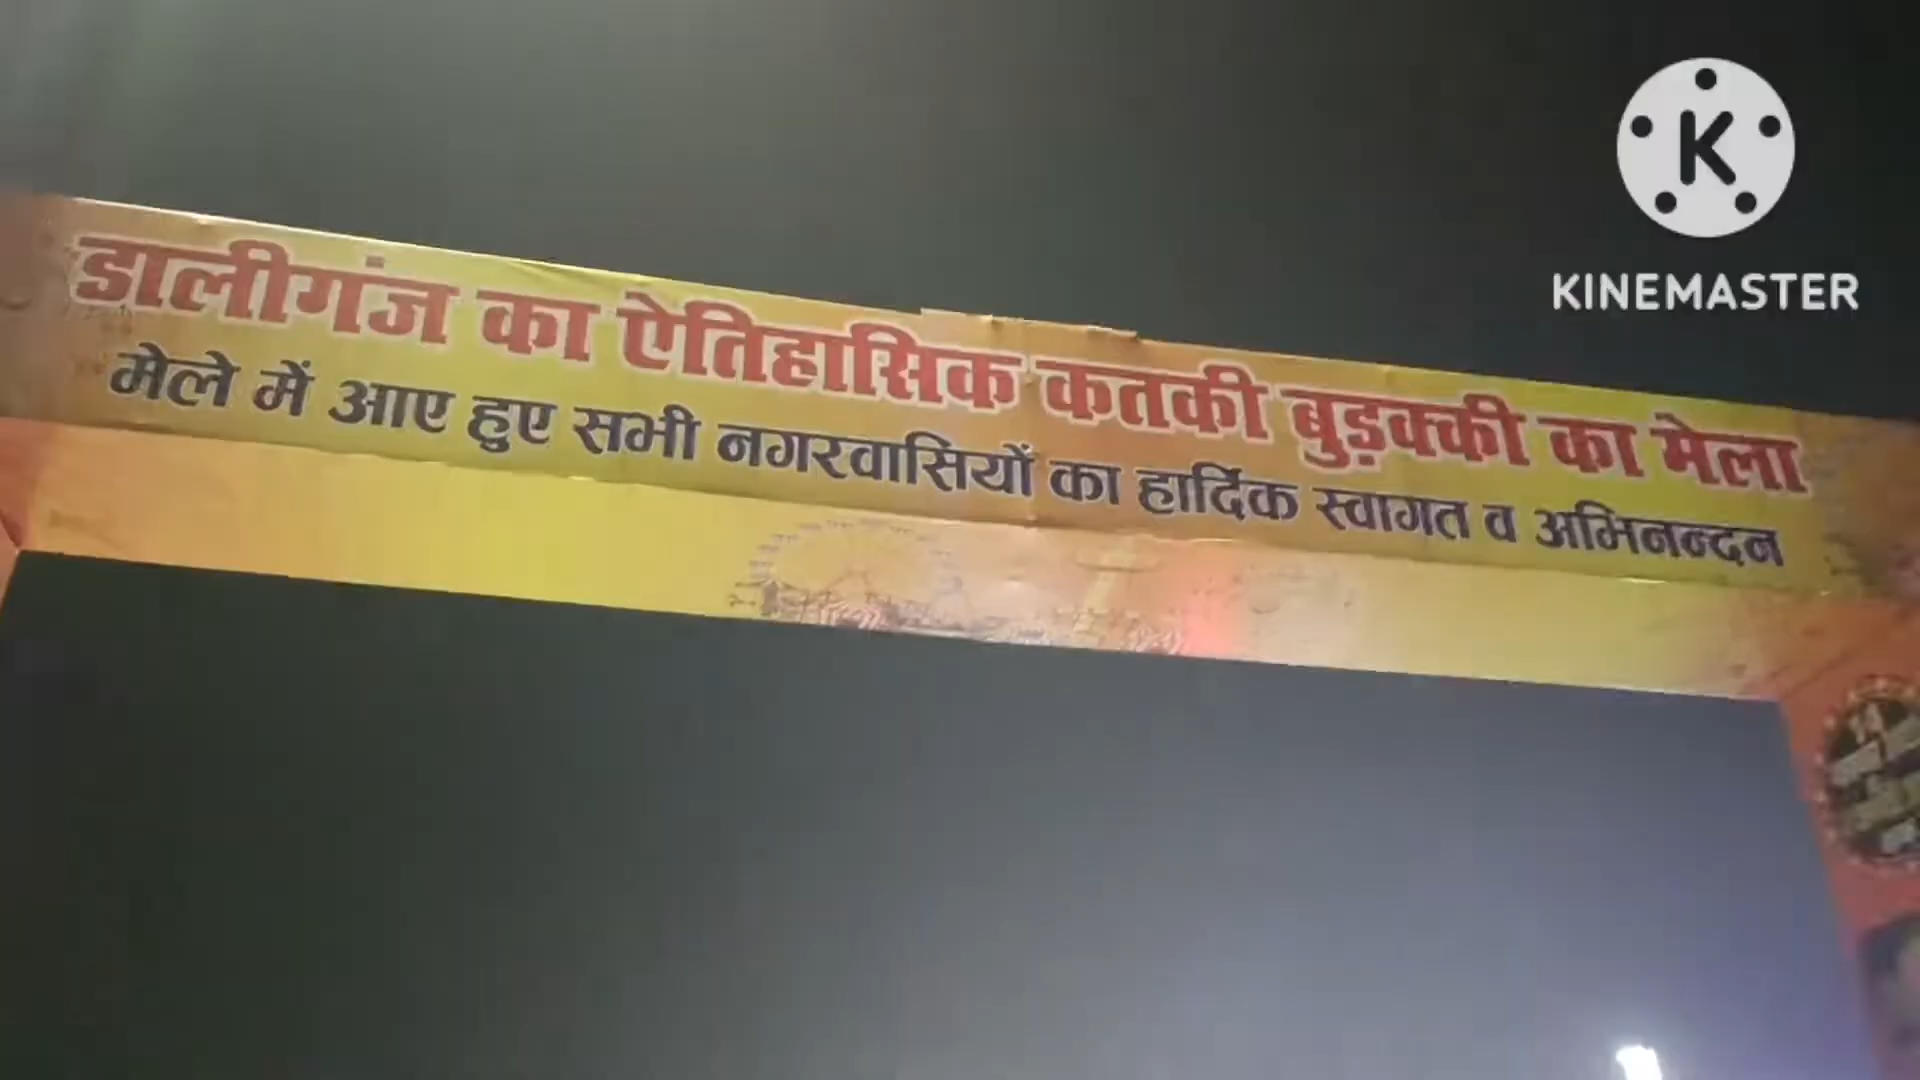 KINEMASTER
डालीगंज का ऐतिहासिक कतकी बुड़क्की का मेला
मेले में आए हुए सभी नगरवासियों का हार्दिक स्वागत व अभिनन्दन